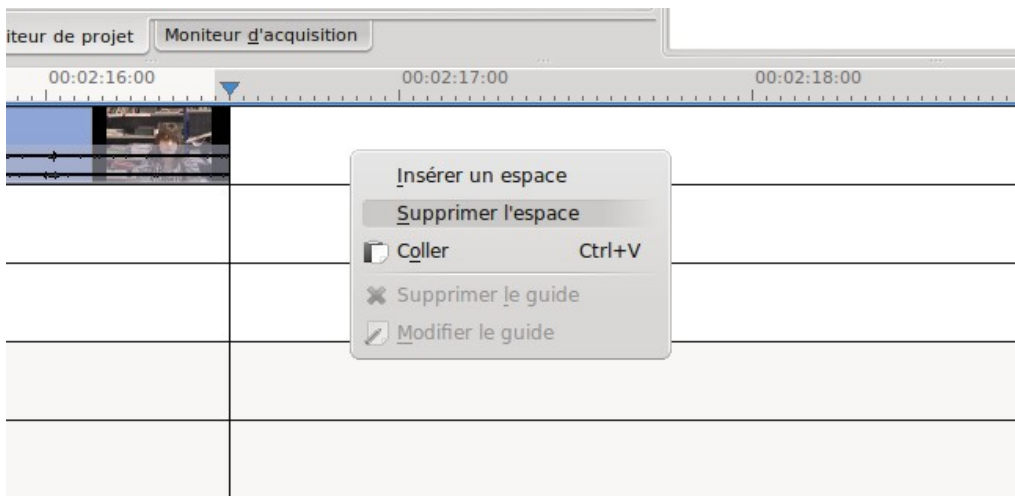 iteur de projet Moniteur d'acquisition
00:02:16:00 00:02:17:00 00:02:18:00
Insérer un espace
Supprimer l'espace
Coller Ctrl+V
Supprimer le guide
Modifier le guide